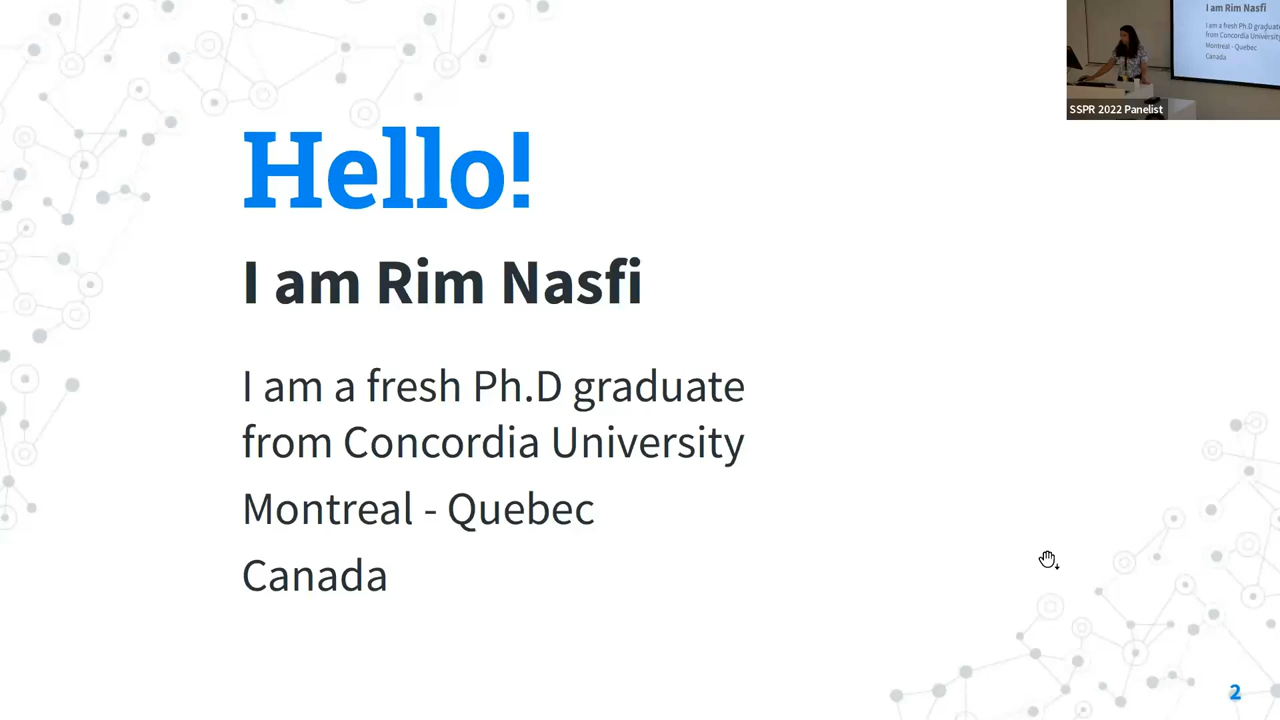 Hello!
I am Rim Nasfi
I am a fresh Ph.D graduate
from Concordia University
Montreal - Quebec
Canada
2
I am Rim Nasfi
I am a fresh Ph.D graduate
from Concordia University
Montreal - Quebec
Canada
SSPR 2022 Panelist